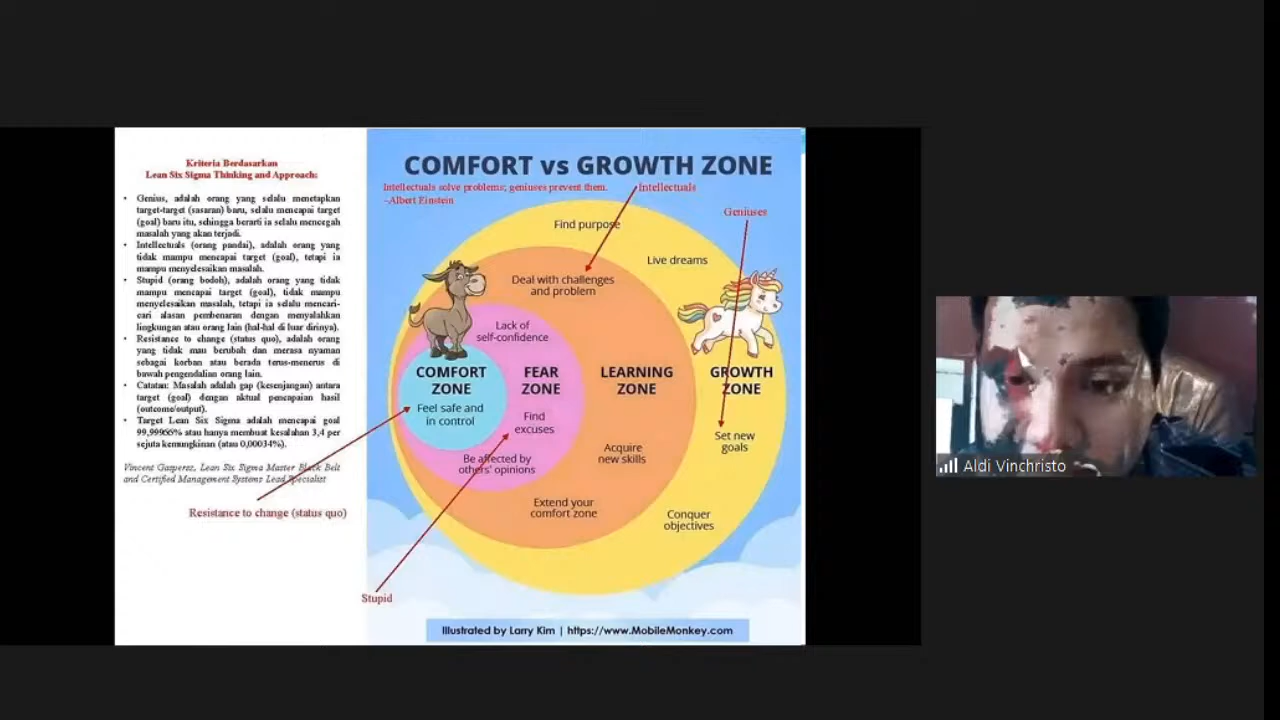 Kriteria Berdasarkan
Lean Six Sigma Thinking and Approach:
• Genius, adalah orang yang selalu menetapkan
target-target (sasaran) baru, selalu mencapai target
(goal) baru itu, sehingga berarti ia selalu mencegah
masalah yang akan terjadi.
• Intellectuals (orang pandai), adalah orang yang
tidak mampu mencapai target (goal), tetapi ia
mampu menyelesaikan masalah.
• Stupid (orang bodoh), adalah orang yang tidak
mampu mencapai target (goal), tidak mampu
menyelesaikan masalah, tetapi ia selalu mencari-
cari alasan pembenaran dengan menyalahkan
lingkungan atau orang lain (hal-hal di luar dirinya).
• Resistance to change (status quo), adalah orang
yang tidak mau berubah dan merasa nyaman
sebagai korban atau berada terus-menerus di
bawah pengendalian orang lain.
• Catatan: Masalah adalah gap (kesenjangan) antara
target (goal) dengan aktual pencapaian hasil
(outcome/output).
• Target Lean Six Sigma adalah mencapai goal
99,99966% atau hanya membuat kesalahan 3,4 per
sejuta kemungkinan (atau 0,00034%).
Vincent Gaspersz, Lean Six Sigma Master Black Belt
and Certified Management Systems Lead Specialist
Resistance to change (status quo)
Stupid
COMFORT vs GROWTH ZONE
Intellectuals solve problems; geniuses prevent them.
~Albert Einstein
Intellectuals
Geniuses
Find purpose
Live dreams
Deal with challenges
and problem
Lack of
self-confidence
COMFORT
ZONE
Feel safe and
in control
FEAR
ZONE
Find
excuses
Be affected by
others' opinions
LEARNING
ZONE
Acquire
new skills
Extend your
comfort zone
GROWTH
ZONE
Set new
goals
Conquer
objectives
Illustrated by Larry Kim | https://www.MobileMonkey.com
Aldi Vinchristo